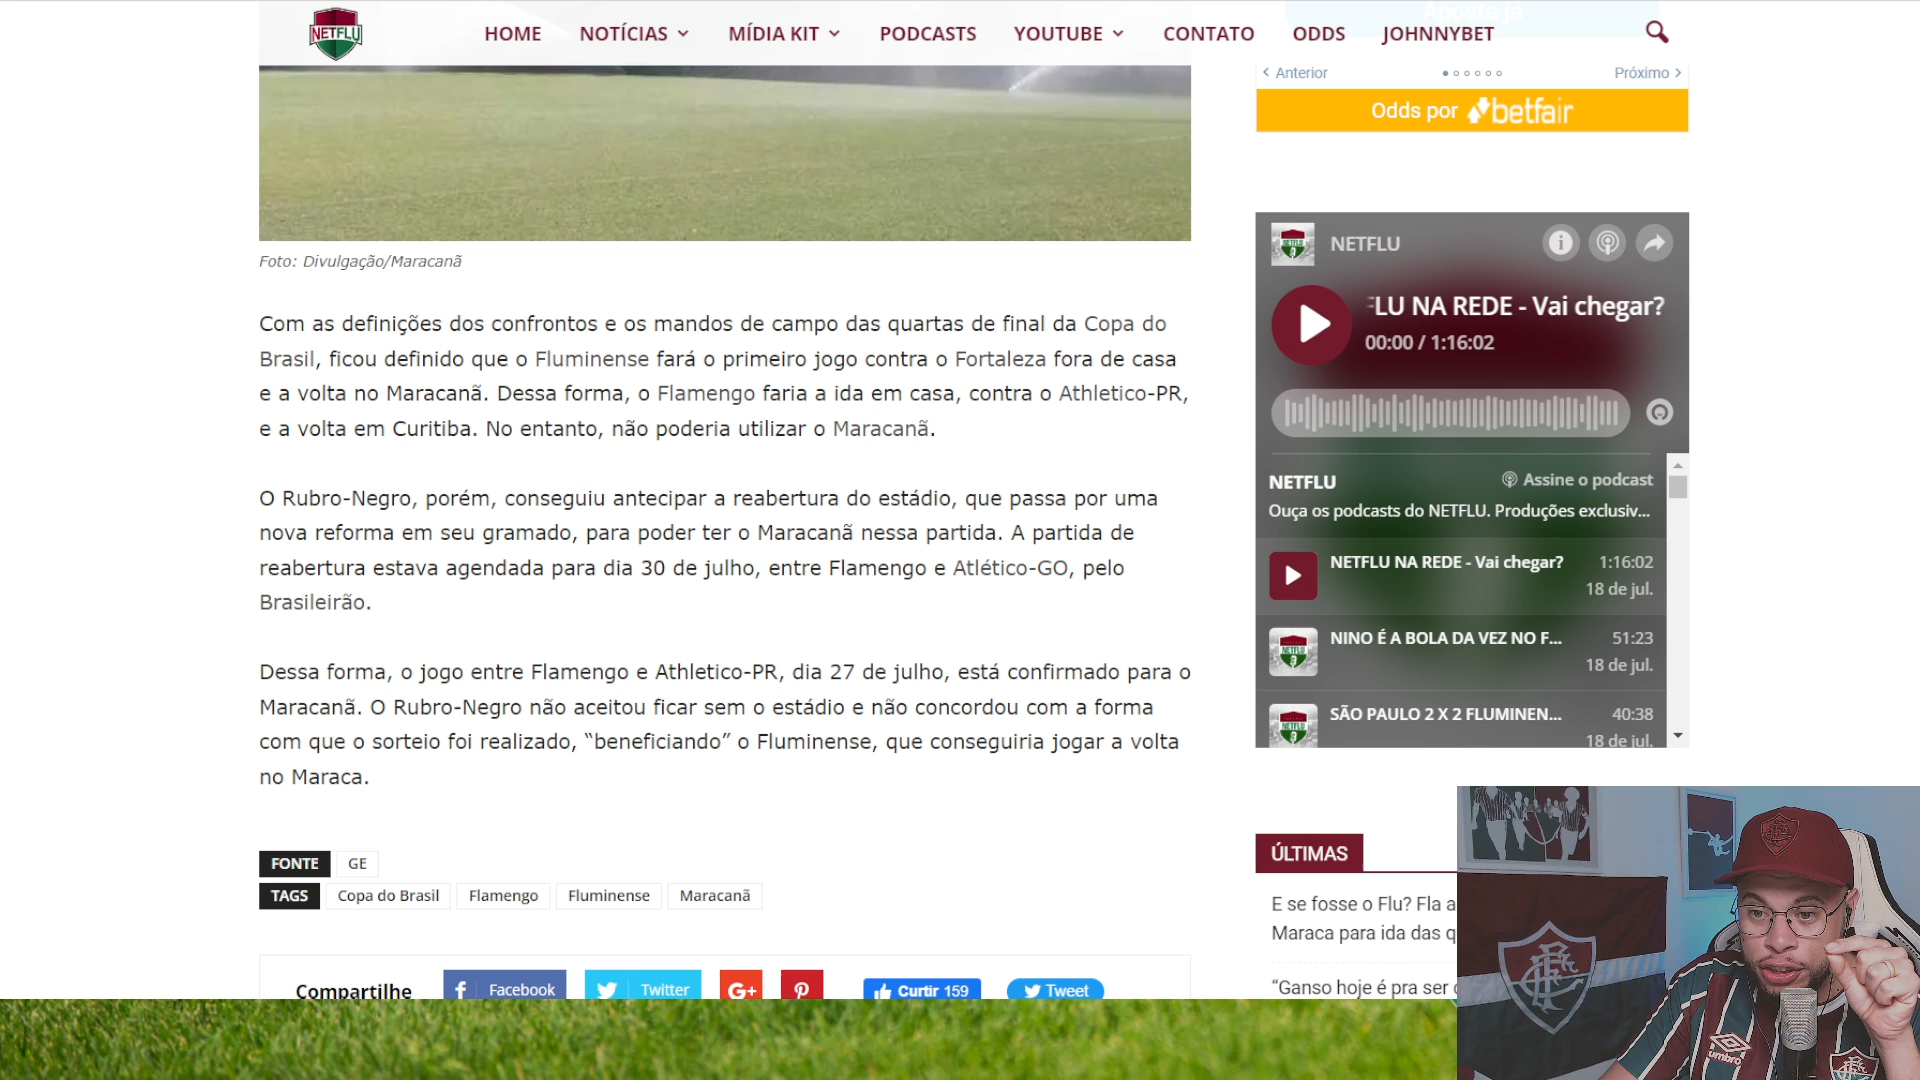 NETFLU
HOME
NOTÍCIAS
MÍDIA KIT
PODCASTS
YOUTUBE
CONTATO
ODDS
JOHNNYBET
Aposte já
Anterior
Próximo
Odds por betfair
Foto: Divulgação/Maracanã
Com as definições dos confrontos e os mandos de campo das quartas de final da Copa do
Brasil, ficou definido que o Fluminense fará o primeiro jogo contra o Fortaleza fora de casa
e a volta no Maracanã. Dessa forma, o Flamengo faria a ida em casa, contra o Athletico-PR,
e a volta em Curitiba. No entanto, não poderia utilizar o Maracanã.
O Rubro-Negro, porém, conseguiu antecipar a reabertura do estádio, que passa por uma
nova reforma em seu gramado, para poder ter o Maracanã nessa partida. A partida de
reabertura estava agendada para dia 30 de julho, entre Flamengo e Atlético-GO, pelo
Brasileirão.
Dessa forma, o jogo entre Flamengo e Athletico-PR, dia 27 de julho, está confirmado para o
Maracanã. O Rubro-Negro não aceitou ficar sem o estádio e não concordou com a forma
com que o sorteio foi realizado, “beneficiando” o Fluminense, que conseguiria jogar a volta
no Maraca.
FONTE GE
TAGS Copa do Brasil Flamengo Fluminense Maracanã
Compartilhe
Facebook
Twitter
G+
Curtir 159
Tweet
NETFLU
LU NA REDE - Vai chegar?
00:00 / 1:16:02
NETFLU
Assine o podcast
Ouça os podcasts do NETFLU. Produções exclusiv...
NETFLU NA REDE - Vai chegar? 1:16:02
18 de jul.
NINO É A BOLA DA VEZ NO F... 51:23
18 de jul.
SÃO PAULO 2 X 2 FLUMINEN... 40:38
18 de jul.
ÚLTIMAS
E se fosse o Flu? Fla a
Maraca para ida das q
“Ganso hoje é pra ser
umbro